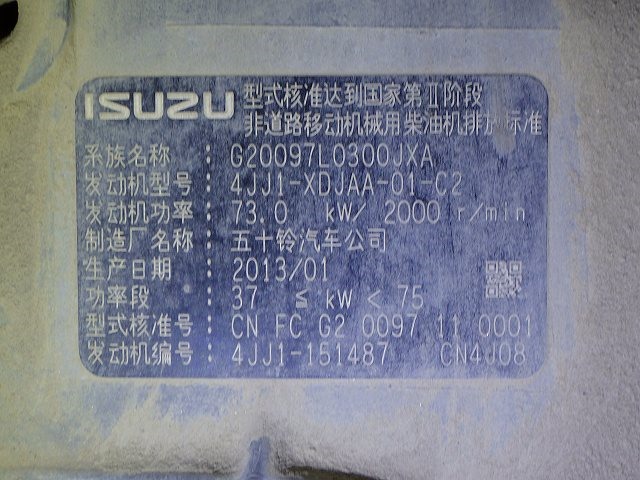 ISUZU 型式核准达到国家第Ⅱ阶段
非道路移动机械用柴油机排放标准
系族名称 : G20097L0300JXA
发动机型号 : 4JJ1-XDJAA-01-C2
发动机功率 : 73.0 kW/ 2000 r/min
制造厂名称 : 五十铃汽车公司
生产日期 : 2013/01
功率段 : 37 ≦ kW < 75
型式核准号 : CN FC G2 0097 11 0001
发动机编号 : 4JJ1-151487 CN4J08